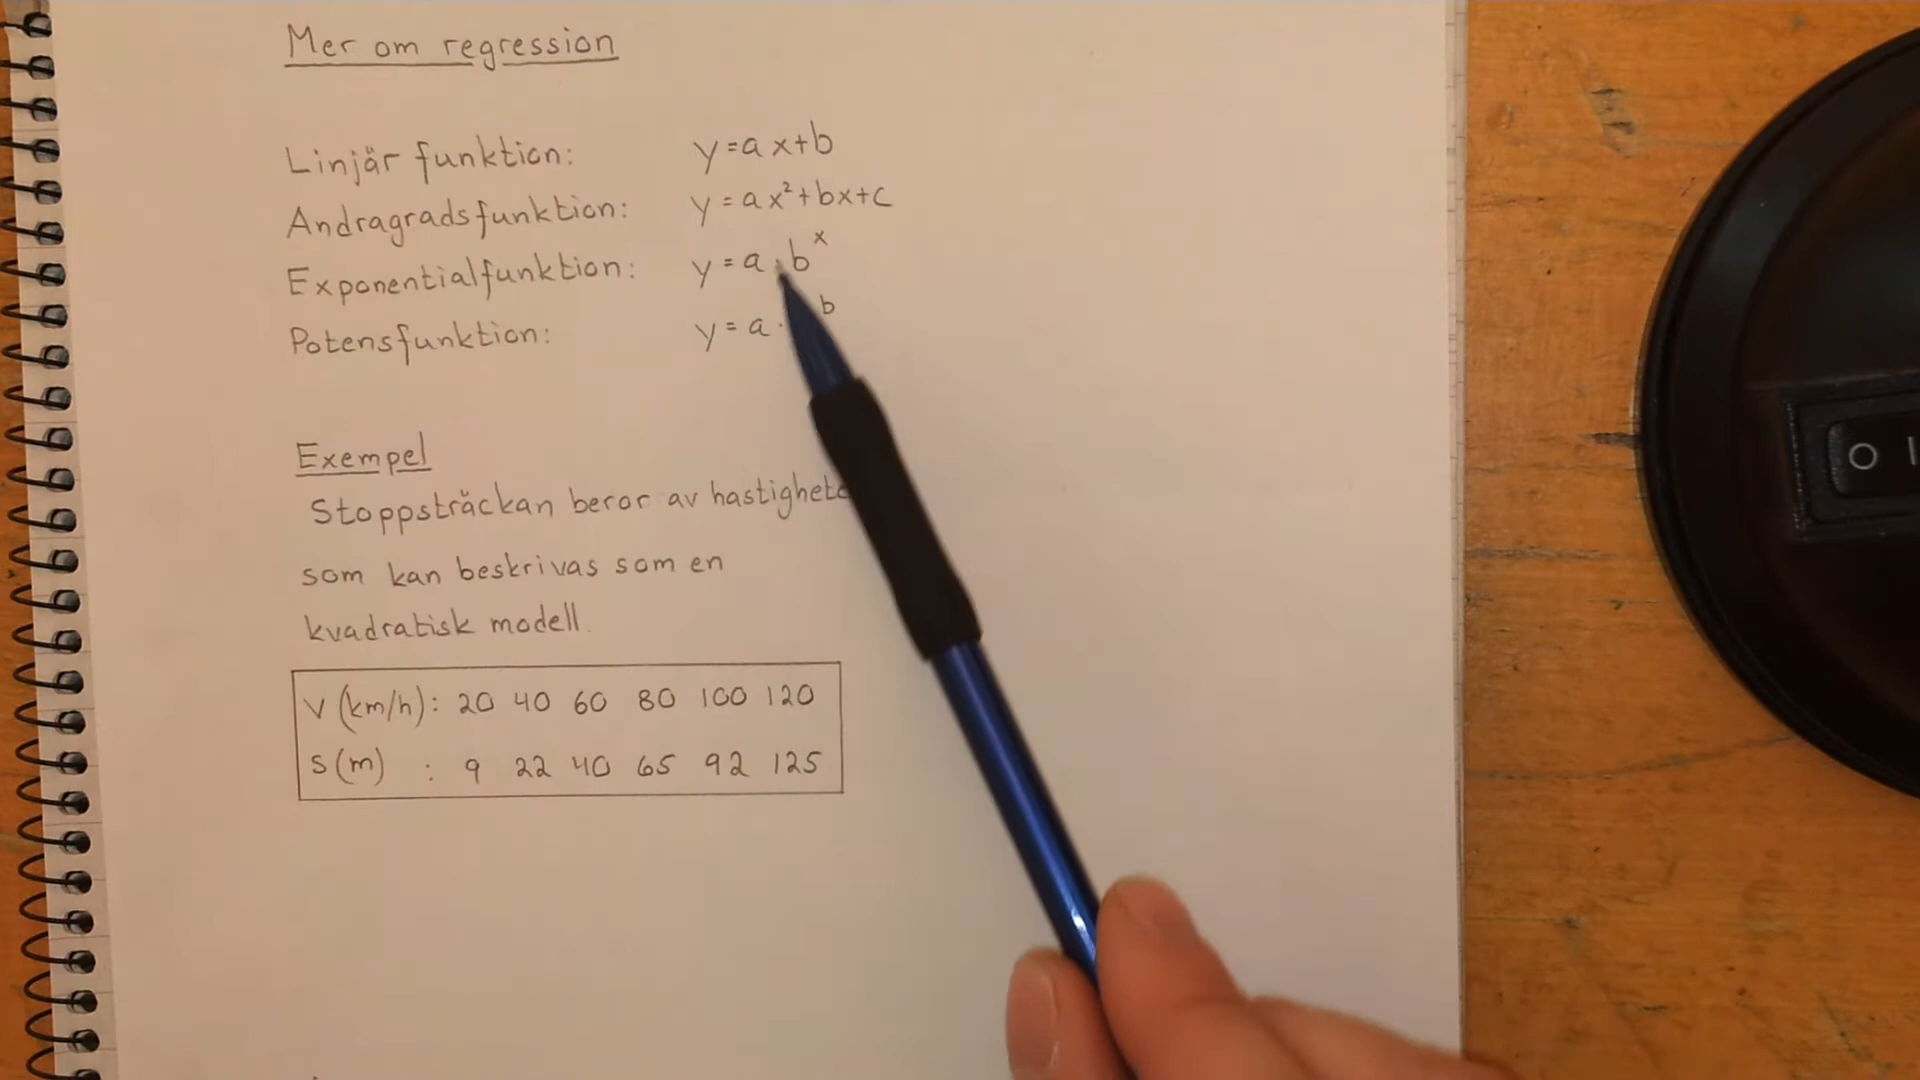 Mer om regression
Linjär funktion: y=ax+b
Andragradsfunktion: y=ax²+bx+c
Exponentialfunktion: y=a·bˣ
Potensfunktion: y=a· ᵇ
Exempel
Stoppsträckan beror av
som kan beskrivas som en
kvadratisk modell.
V (km/h): 20 40 60 80 100 120
S (m) : 9 22 40 65 92 125
O I